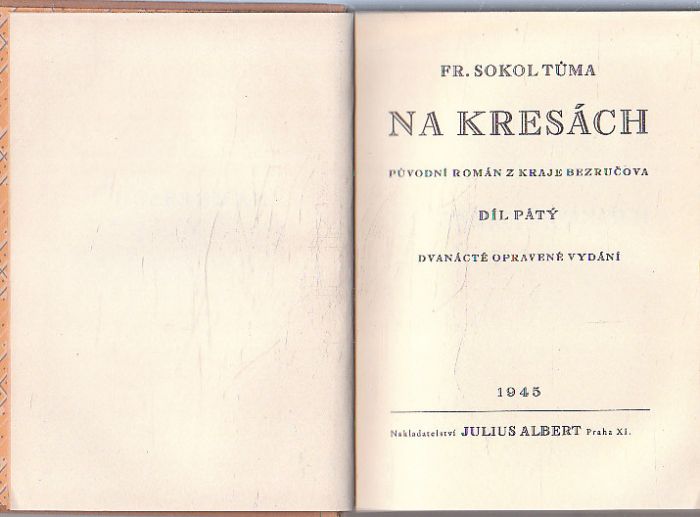 FR. SOKOL TŮMA
NA KRESÁCH
PŮVODNÍ ROMÁN Z KRAJE BEZRUČOVA
DÍL PÁTÝ
DVANÁCTÉ OPRAVENÉ VYDÁNÍ
1945
Nakladatelství JULIUS ALBERT Praha XI.